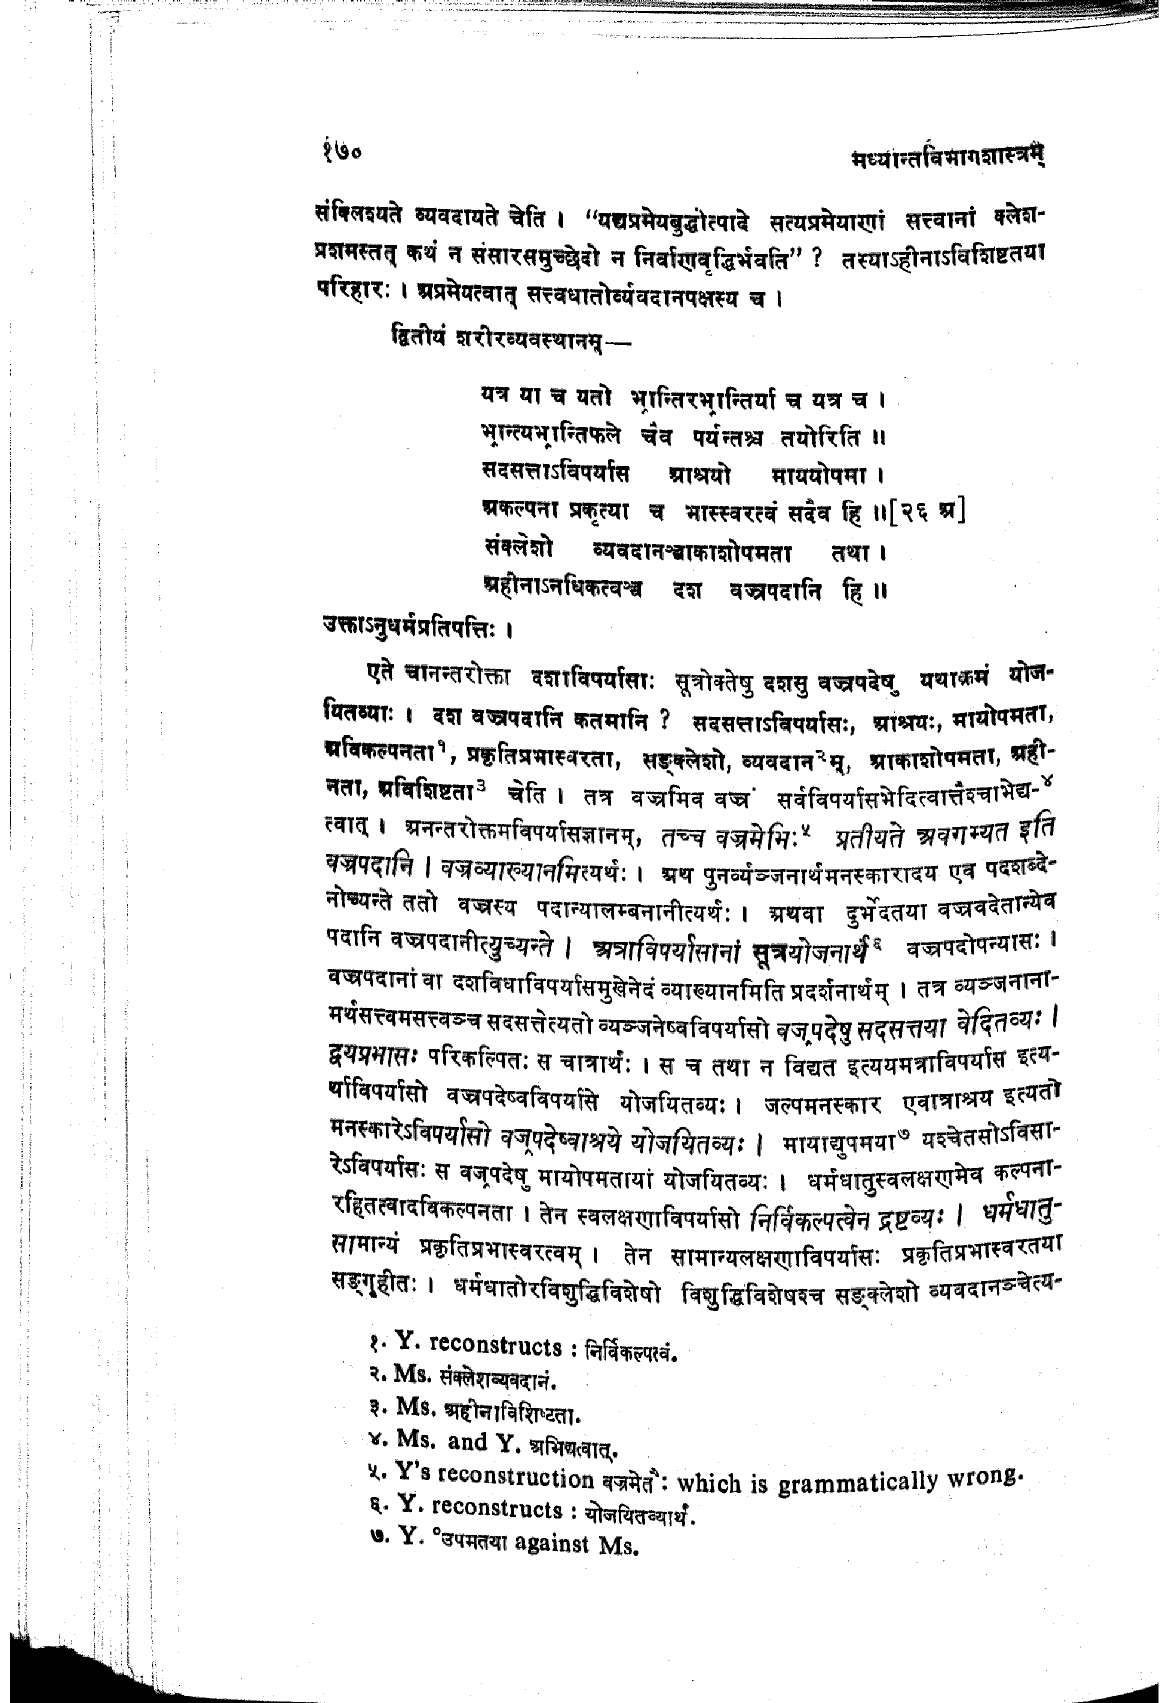 १७०
मध्यान्तविभागशास्त्रम्
संक्लिश्यते व्यवदायते चेति । “यद्यप्रमेयबुद्धोत्पादे सत्यप्रमेयाणां सत्त्वानां क्लेश-
प्रशमस्तत् कथं न संसारसमुच्छेदो न निर्वाणवृद्धिर्भवति” ? तस्याऽहीनाऽविशिष्टतया
परिहारः । अप्रमेयत्वात् सत्त्वधातोर्व्यवदानपक्षस्य च ।
द्वितीयं शरीरव्यवस्थानम्—
यत्र या च यतो भ्रान्तिरभ्रान्तिर्या च यत्र च ।
भ्रान्त्यभ्रान्तिफले चैव पर्यन्तश्च तयोरिति ॥
सदसत्ताऽविपर्यास आश्रयो माययोपमा ।
अकल्पना प्रकृत्या च भास्स्वरत्वं सदैव हि ॥[२६ अ]
संक्लेशो व्यवदानञ्चाकाशोपमता तथा ।
अहीनाऽनधिकत्वञ्च दश वज्रपदानि हि ॥
उक्ताऽनुधर्मप्रतिपत्तिः ।
एते चानन्तरोक्ता दशाविपर्यासाः सूत्रोक्तेषु दशसु वज्रपदेषु यथाक्रमं योज-
यितव्याः । दश वज्रपदानि कतमानि ? सदसत्ताऽविपर्यासः, आश्रयः, मायोपमता,
अविकल्पनता१, प्रकृतिप्रभास्वरता, सङ्क्लेशो, व्यवदान२म्, आकाशोपमता, अही-
नता, अविशिष्टता३ चेति । तत्र वज्रमिव वज्रं सर्वविपर्यासभेदित्वात्तैश्चाभेद्य-४
त्वात् । अनन्तरोक्तमविपर्यासज्ञानम्, तच्च वज्रमेभिः५ प्रतीयते अवगम्यत इति
वज्रपदानि । वज्रव्याख्यानमित्यर्थः । अथ पुनर्व्यञ्जनार्थमनस्कारादय एव पदशब्दे-
नोच्यन्ते ततो वज्रस्य पदान्यालम्बनानीत्यर्थः । अथवा दुर्भेदतया वज्रवदेतान्येव
पदानि वज्रपदानीत्युच्यन्ते । अत्राविपर्यासानां सूत्रयोजनार्थं६ वज्रपदोपन्यासः ।
वज्रपदानां वा दशविधाविपर्यासमुखेनेदं व्याख्यानमिति प्रदर्शनार्थम् । तत्र व्यञ्जनाना-
मर्थसत्त्वमसत्त्वञ्च सदसत्तेत्यतो व्यञ्जनेष्वविपर्यासो वज्रपदेषु सदसत्तया वेदितव्यः ।
द्वयप्रभासः परिकल्पितः स चात्रार्थः । स च तथा न विद्यत इत्ययमत्राविपर्यास इत्य-
र्थाविपर्यासो वज्रपदेष्वविपर्यासे योजयितव्यः । जल्पमनस्कार एवात्राश्रय इत्यतो
मनस्कारेऽविपर्यासो वज्रपदेष्वाश्रये योजयितव्यः । मायाद्युपमया७ यश्चेतसोऽविसा-
रेऽविपर्यासः स वज्रपदेषु मायोपमतायां योजयितव्यः । धर्मधातुस्वलक्षणमेव कल्पना-
रहितत्वादविकल्पनता । तेन स्वलक्षणाविपर्यासो निर्विकल्पत्वेन द्रष्टव्यः । धर्मधातु-
सामान्यं प्रकृतिप्रभास्वरत्वम् । तेन सामान्यलक्षणाविपर्यासः प्रकृतिप्रभास्वरतया
सङ्गृहीतः । धर्मधातोरविशुद्धिविशेषो विशुद्धिविशेषश्च सङ्क्लेशो व्यवदानञ्चेत्य-
१. Y. reconstructs : निर्विकल्पत्वं.
२. Ms. संक्लेशव्यवदानं.
३. Ms. अहीनाविशिष्टता.
४. Ms. and Y. अभिद्यत्वात्.
५. Y's reconstruction वज्रमेतैः: which is grammatically wrong.
६. Y. reconstructs : योजयितव्यार्थं.
७. Y. °उपमतया against Ms.